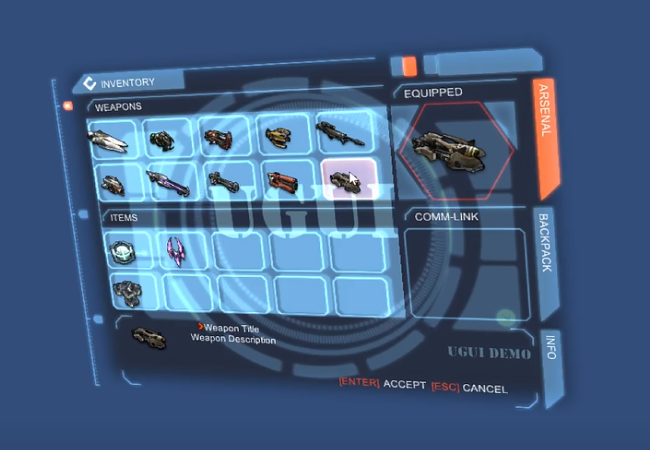 INVENTORY
WEAPONS
EQUIPPED
ARSENAL
UGUI
ITEMS
COMM-LINK
BACKPACK
>Weapon Title
Weapon Description
UGUI DEMO
INFO
[ENTER] ACCEPT [ESC] CANCEL